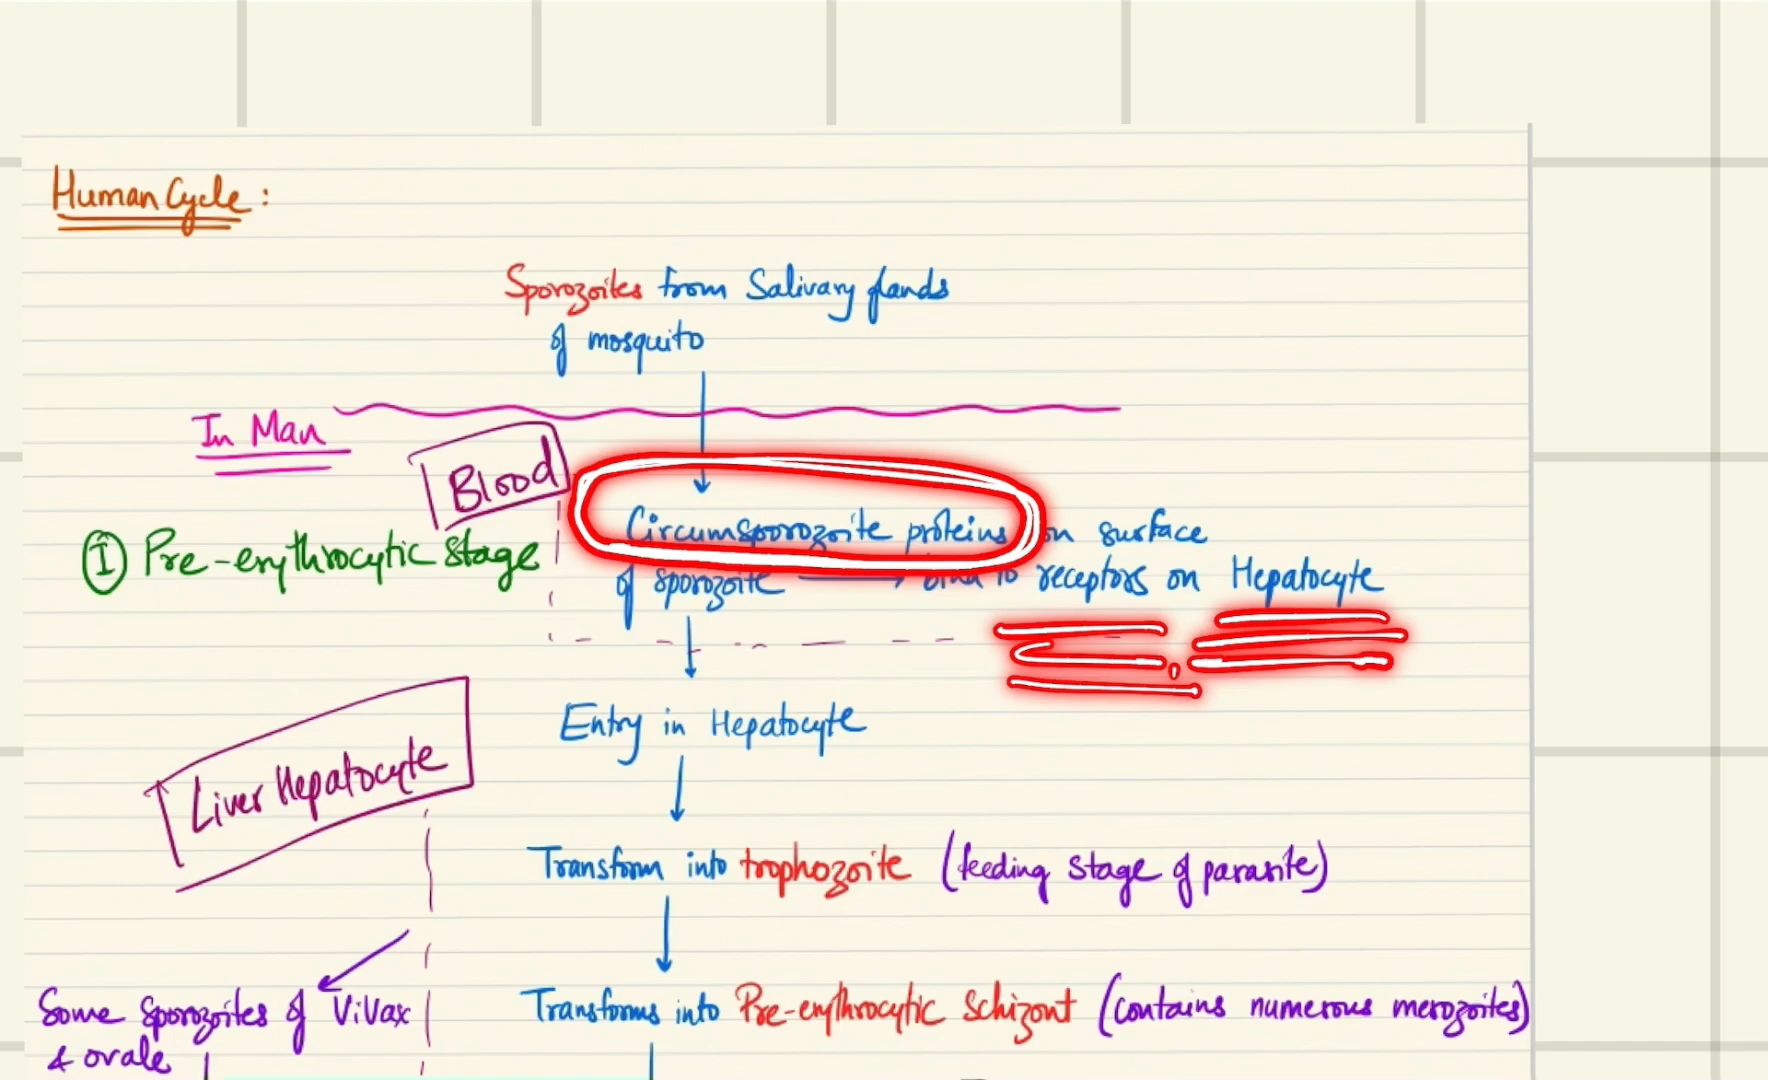 Human Cycle :
Sporozoites from Salivary glands
of mosquito
In Man
Blood
Circumsporozoite proteins on surface
① Pre-erythrocytic Stage
of sporozoite → bind to receptors on Hepatocyte
Entry in Hepatocyte
Liver Hepatocyte
Transform into trophozoite (feeding stage of parasite)
Some Sporozoites of Vivax
& ovale
Transforms into Pre-erythrocytic Schizont (contains numerous merozoites)